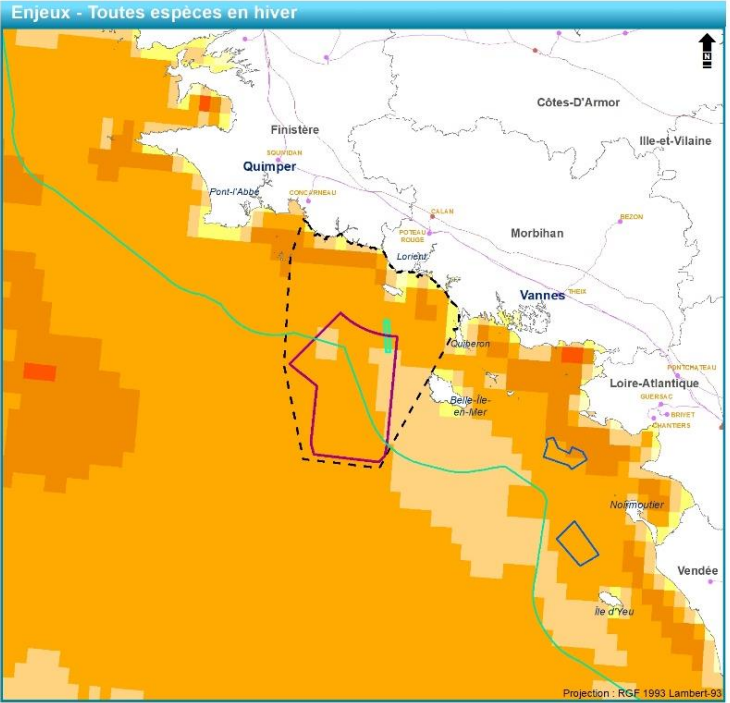 Enjeux - Toutes espèces en hiver
N
Côtes-D'Armor
Finistère
Ille-et-Vilaine
SQUIVIDAN
Quimper
Pont-l'Abbé
CONCARNEAU
CALAN
BEZON
POTEAU
ROUGE
Morbihan
Lorient
Vannes
THEIX
Quiberon
PONTCHATEAU
Loire-Atlantique
Belle-Île-
en-Mer
GUERSAC
BRIVET
CHANTIERS
Noirmoutier
Vendée
Île d'Yeu
Projection : RGF 1993 Lambert-93